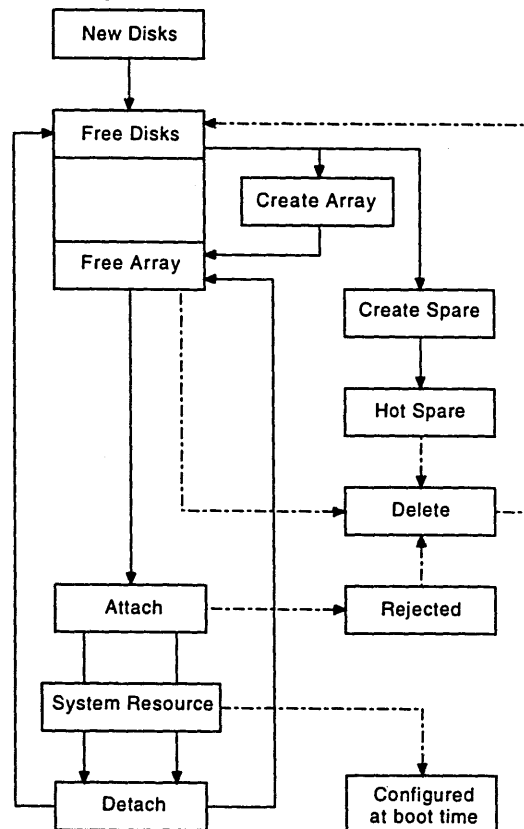 New Disks
Free Disks
Create Array
Free Array
Create Spare
Hot Spare
Delete
Attach
Rejected
System Resource
Detach
Configured
at boot time